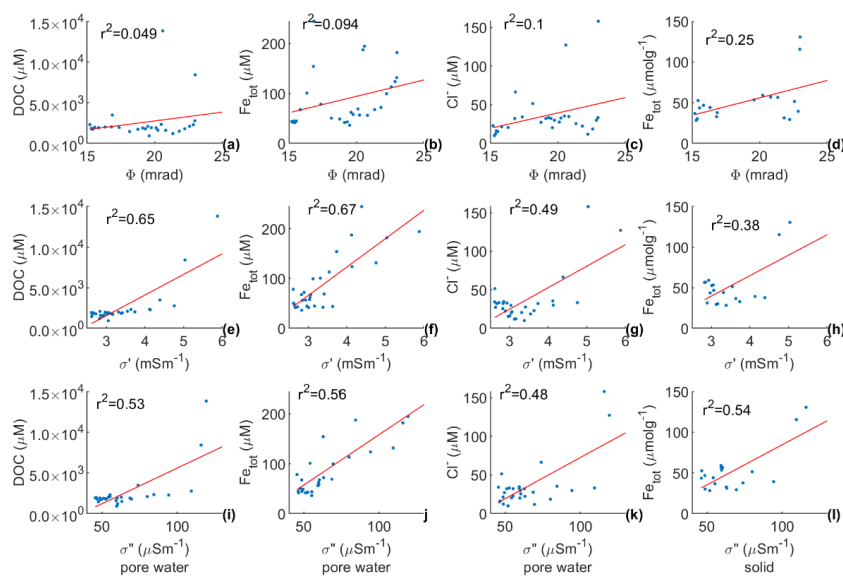 r²=0.049
DOC (μM)
1.5×10⁴
1.0×10⁴
5.0×10³
0.0×10⁰
15 20 25
(a)
Φ (mrad)
r²=0.094
Fe_tot (μM)
200
100
0
15 20 25
(b)
Φ (mrad)
r²=0.1
Cl⁻ (μM)
150
100
50
0
15 20 25
(c)
Φ (mrad)
r²=0.25
Fe_tot (μmolg⁻¹)
150
100
50
0
15 20 25
(d)
Φ (mrad)
r²=0.65
DOC (μM)
1.5×10⁴
1.0×10⁴
5.0×10³
0.0×10⁰
3 4 5 6
(e)
σ' (mSm⁻¹)
r²=0.67
Fe_tot (μM)
200
100
0
3 4 5 6
(f)
σ' (mSm⁻¹)
r²=0.49
Cl⁻ (μM)
150
100
50
0
3 4 5 6
(g)
σ' (mSm⁻¹)
r²=0.38
Fe_tot (μmolg⁻¹)
150
100
50
0
3 4 5 6
(h)
σ' (mSm⁻¹)
r²=0.53
DOC (μM)
1.5×10⁴
1.0×10⁴
5.0×10³
0.0×10⁰
50 100
(i)
σ" (μSm⁻¹)
pore water
r²=0.56
Fe_tot (μM)
200
100
0
50 100
j
σ" (μSm⁻¹)
pore water
r²=0.48
Cl⁻ (μM)
150
100
50
0
50 100
(k)
σ" (μSm⁻¹)
pore water
r²=0.54
Fe_tot (μmolg⁻¹)
150
100
50
0
50 100
(l)
σ" (μSm⁻¹)
solid